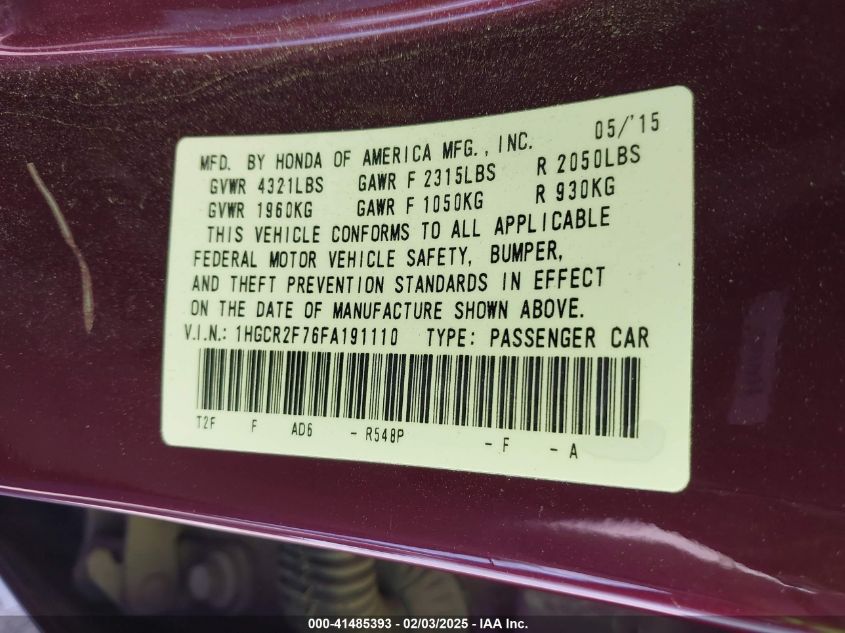 05/'15
MFD. BY HONDA OF AMERICA MFG., INC.
GVWR 4321LBS GAWR F 2315LBS R 2050LBS
GVWR 1960KG GAWR F 1050KG R 930KG
THIS VEHICLE CONFORMS TO ALL APPLICABLE
FEDERAL MOTOR VEHICLE SAFETY, BUMPER,
AND THEFT PREVENTION STANDARDS IN EFFECT
ON THE DATE OF MANUFACTURE SHOWN ABOVE.
V.I.N.: 1HGCR2F76FA191110 TYPE: PASSENGER CAR
T2F F AD6 - R548P - F - A
000-41485393 - 02/03/2025 - IAA Inc.